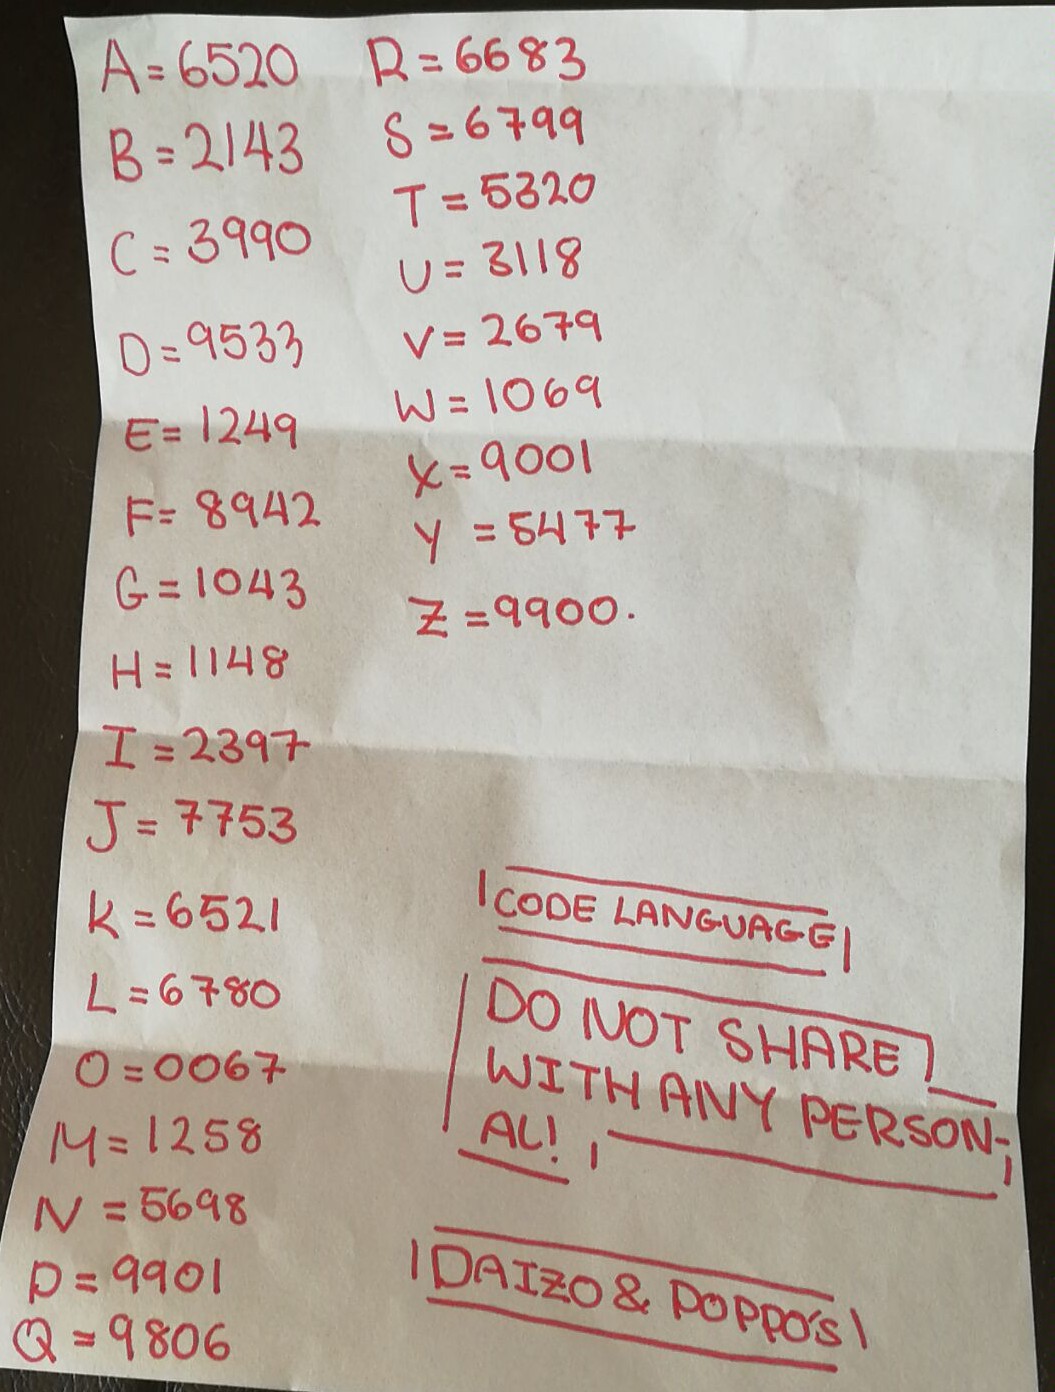 A = 6520
B = 2143
C = 3990
D = 9533
E = 1249
F = 8942
G = 1043
H = 1148
I = 2397
J = 7753
K = 6521
L = 6780
O = 0067
M = 1258
N = 5698
P = 9901
Q = 9806
R = 6683
S = 6799
T = 5320
U = 3118
V = 2679
W = 1069
X = 9001
Y = 5477
Z = 9900.
CODE LANGUAGE
DO NOT SHARE
WITH ANY PERSON-
AL!
DAIZO & POPPO'S